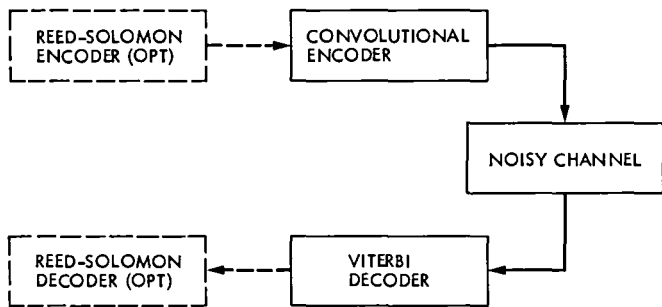 REED-SOLOMON
ENCODER (OPT)
CONVOLUTIONAL
ENCODER
NOISY CHANNEL
REED-SOLOMON
DECODER (OPT)
VITERBI
DECODER